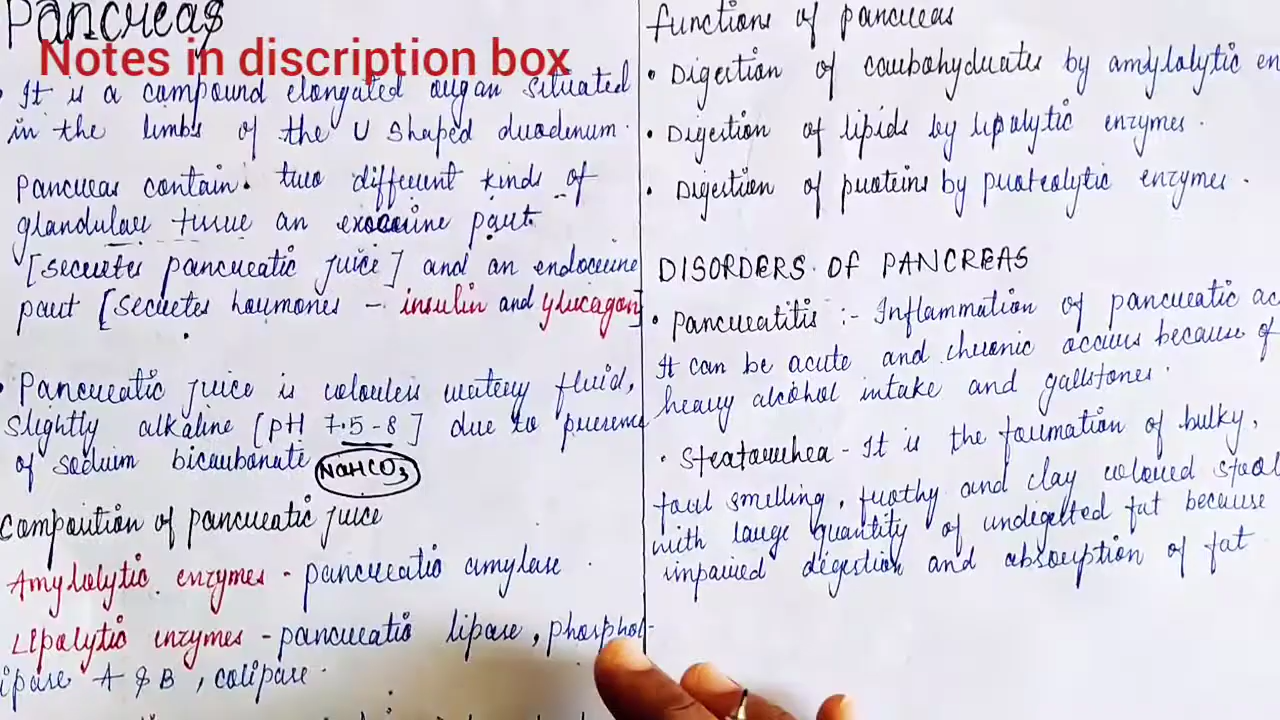 Pancreas
Notes in discription box
• It is a compound elongated organ situated
in the limbs of the U shaped duodenum.
Pancreas contain two different kinds of
glandular tissue an exocrine part
[secretes pancreatic juice] and an endocrine
part [secretes hormones - insulin and glucagon]
• Pancreatic juice is colourless watery fluid,
slightly alkaline [pH 7.5-8] due to presence
of soduim bicarbonate NaHCO3
Composition of pancreatic juice
Amylolytic enzymes - pancreatic amylase.
Lipolytic enzymes - pancreatic lipase, phosphol-
ipase A & B, colipase.
functions of pancreas
• Digestion of carbohydrates by amylolytic en
• Digestion of lipids by lipolytic enzymes.
• Digestion of proteins by proteolytic enzymes.
DISORDERS OF PANCREAS
• Pancreatitis :- Inflammation of pancreatic ac
It can be acute and chronic occurs because of
heavy alcohol intake and gallstones.
• Steatorrhea - It is the formation of bulky,
foul smelling, frothy and clay coloured stool
with large quantity of undigested fat because
impaired digestion and absorption of fat